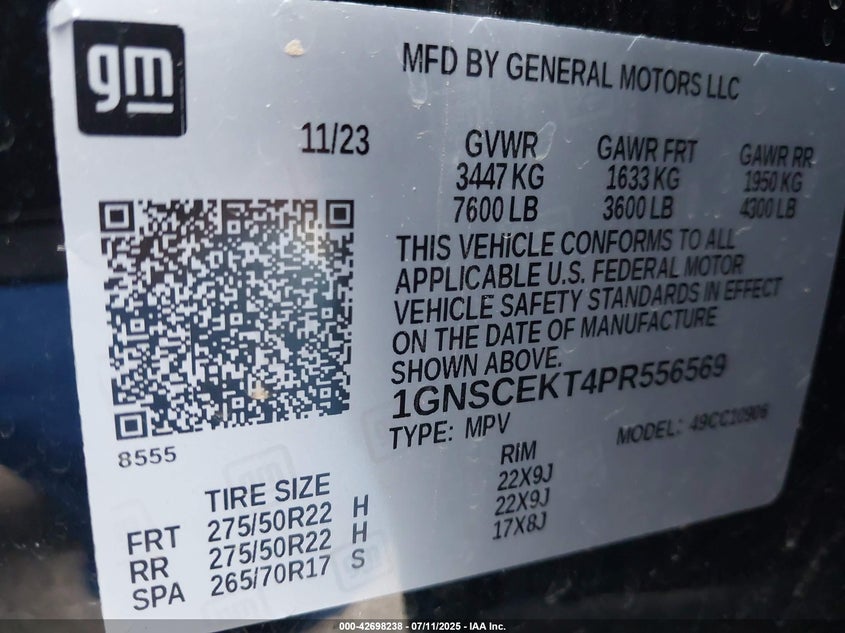 gm
MFD BY GENERAL MOTORS LLC
11/23
GVWR GAWR FRT GAWR RR
3447 KG 1633 KG 1950 KG
7600 LB 3600 LB 4300 LB
THIS VEHICLE CONFORMS TO ALL
APPLICABLE U.S. FEDERAL MOTOR
VEHICLE SAFETY STANDARDS IN EFFECT
ON THE DATE OF MANUFACTURE
SHOWN ABOVE.
1GNSCEKT4PR556569
TYPE: MPV MODEL: 49CC10906
8555
TIRE SIZE RIM
FRT 275/50R22 H 22X9J
RR 275/50R22 H 22X9J
SPA 265/70R17 S 17X8J
000-42698238 - 07/11/2025 - IAA Inc.